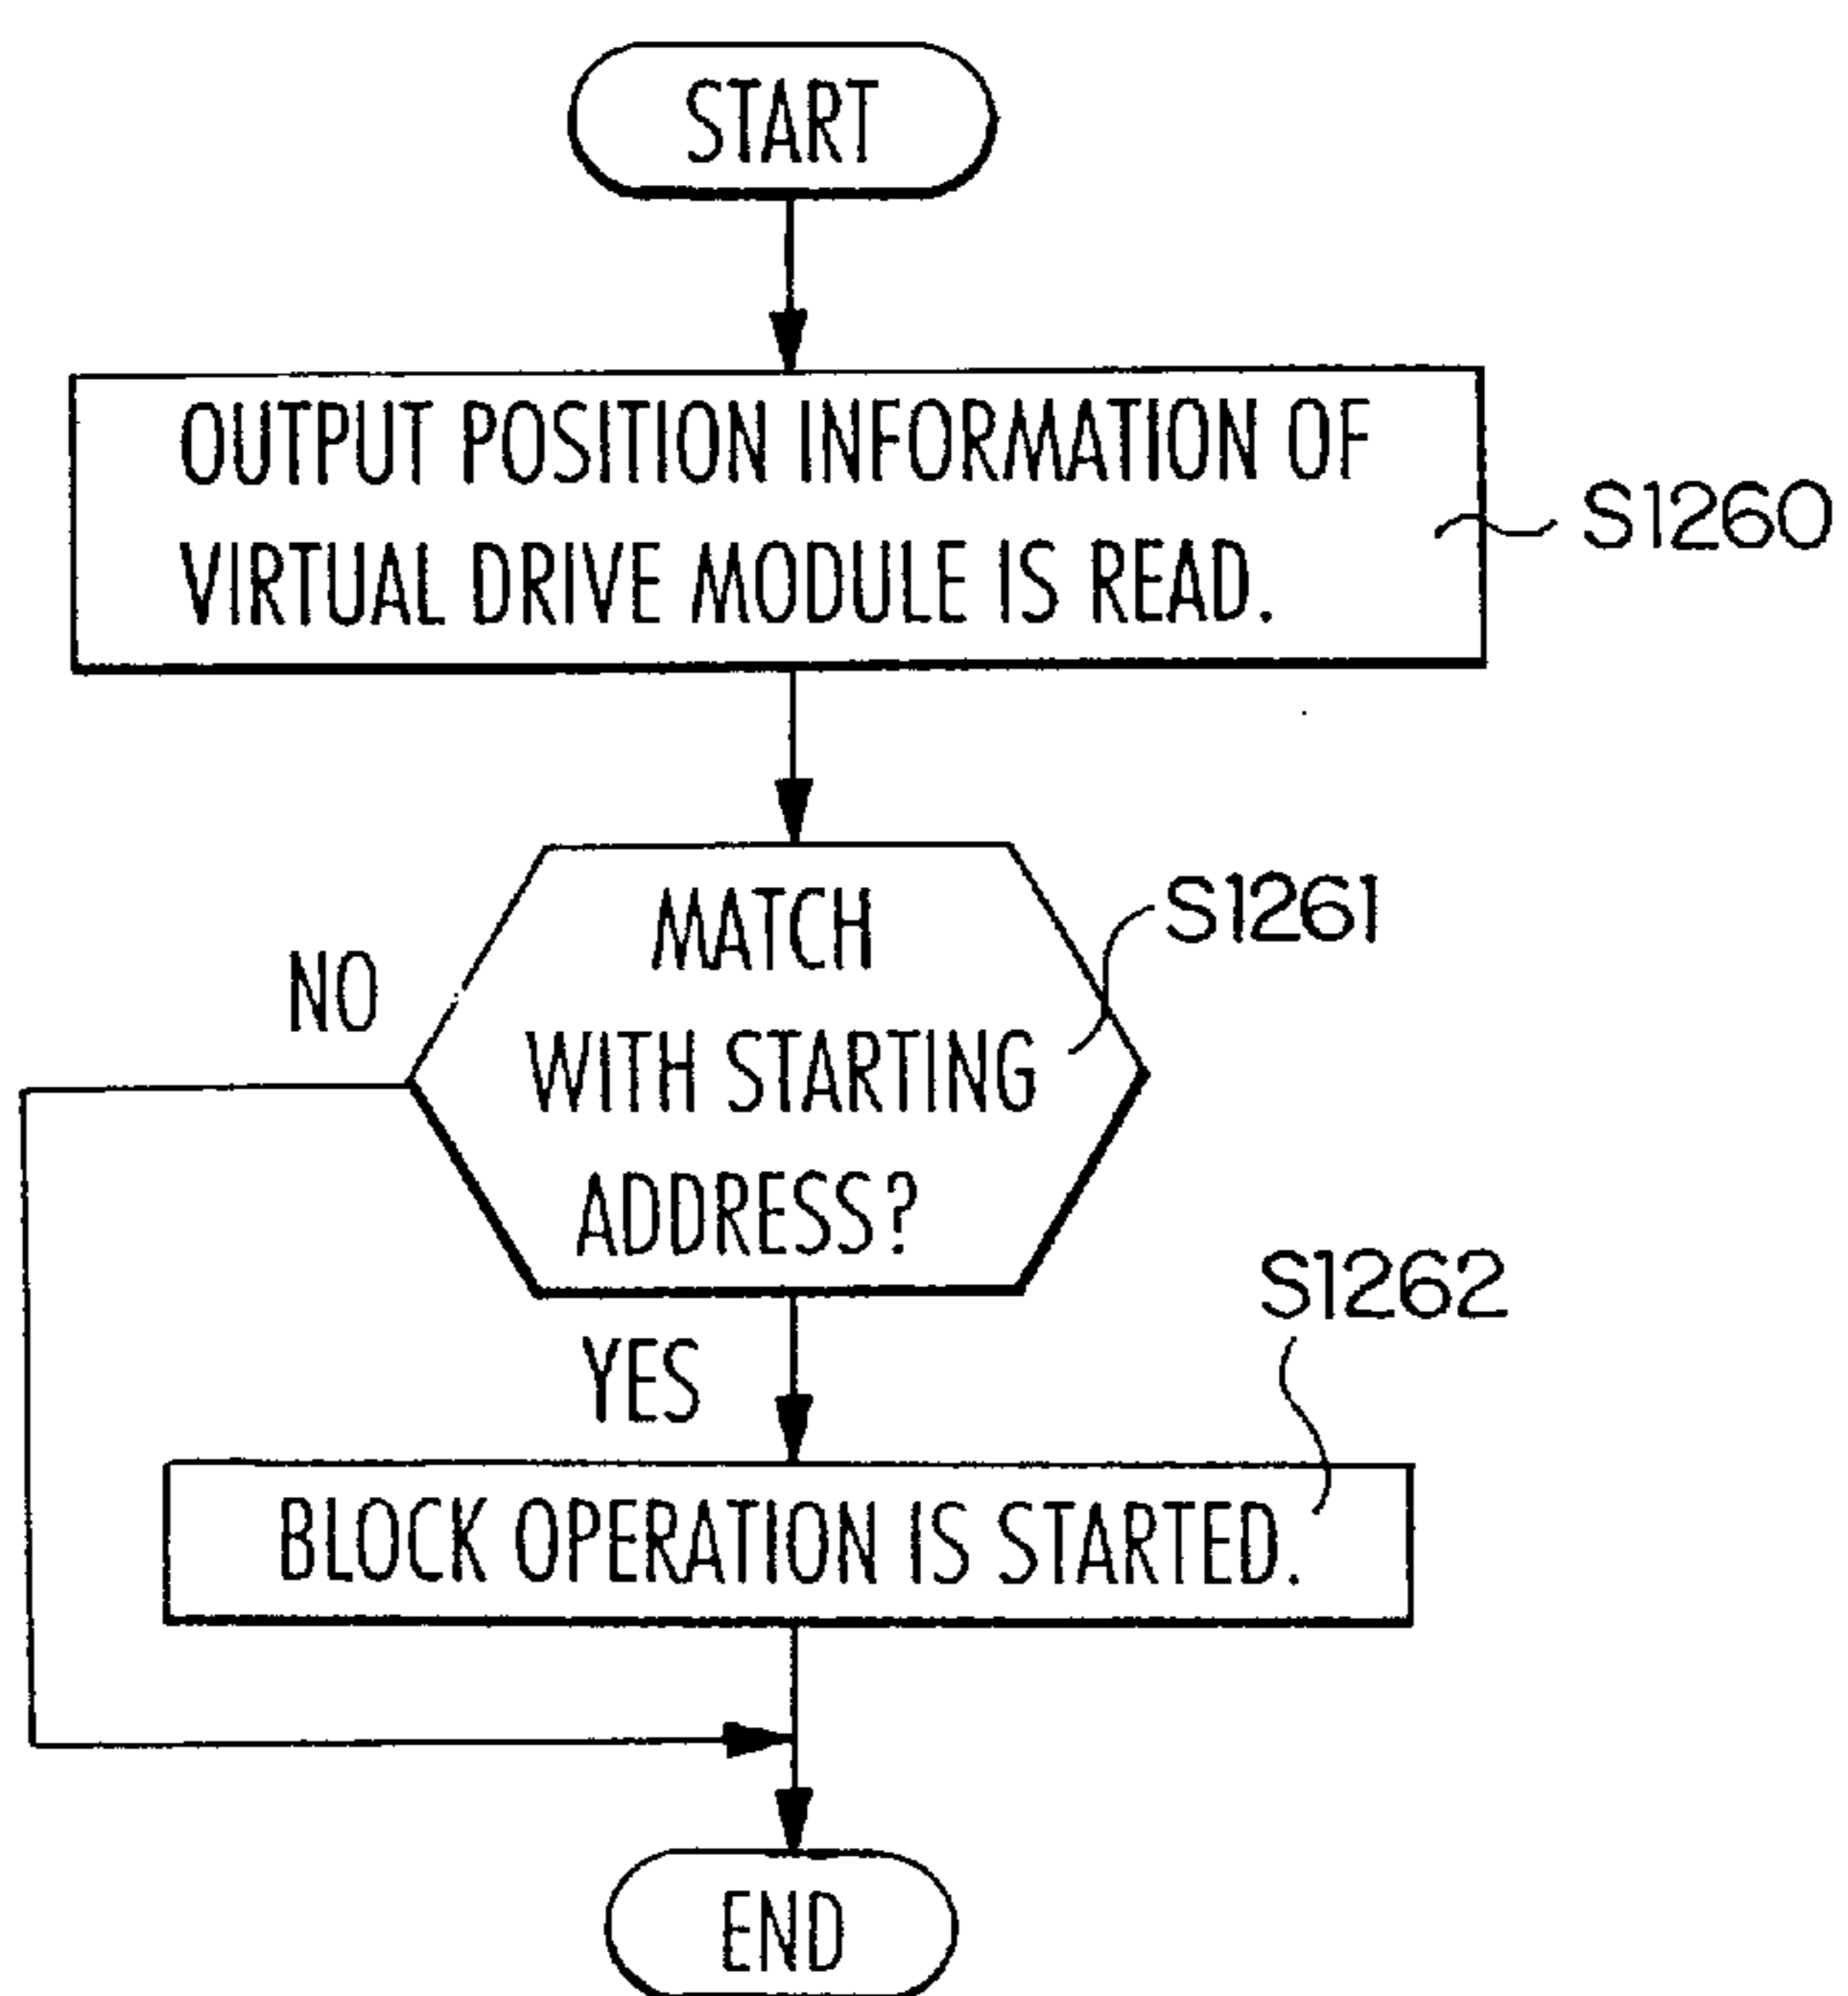 START
OUTPUT POSITION INFORMATION OF
VIRTUAL DRIVE MODULE IS READ.
S1260
MATCH
WITH STARTING
ADDRESS?
S1261
NO
YES
S1262
BLOCK OPERATION IS STARTED.
END